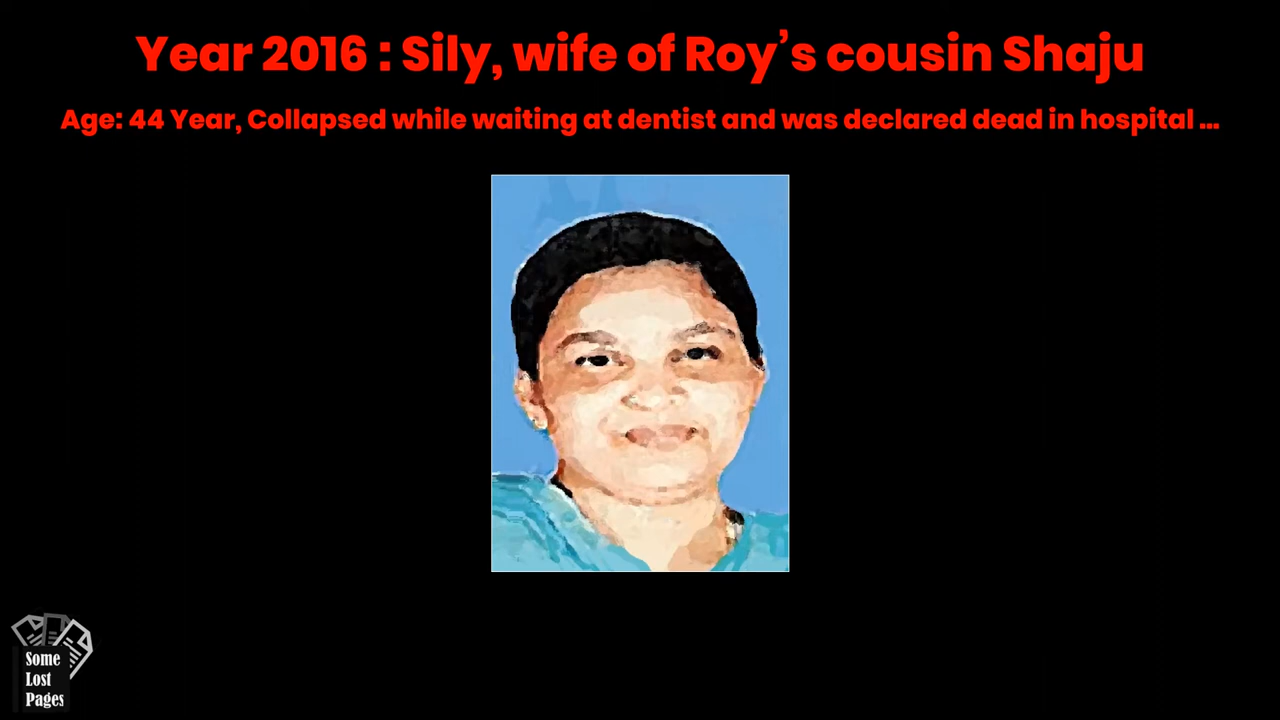 Year 2016 : Sily, wife of Roy’s cousin Shaju
Age: 44 Year, Collapsed while waiting at dentist and was declared dead in hospital ...
Some
Lost
Pages